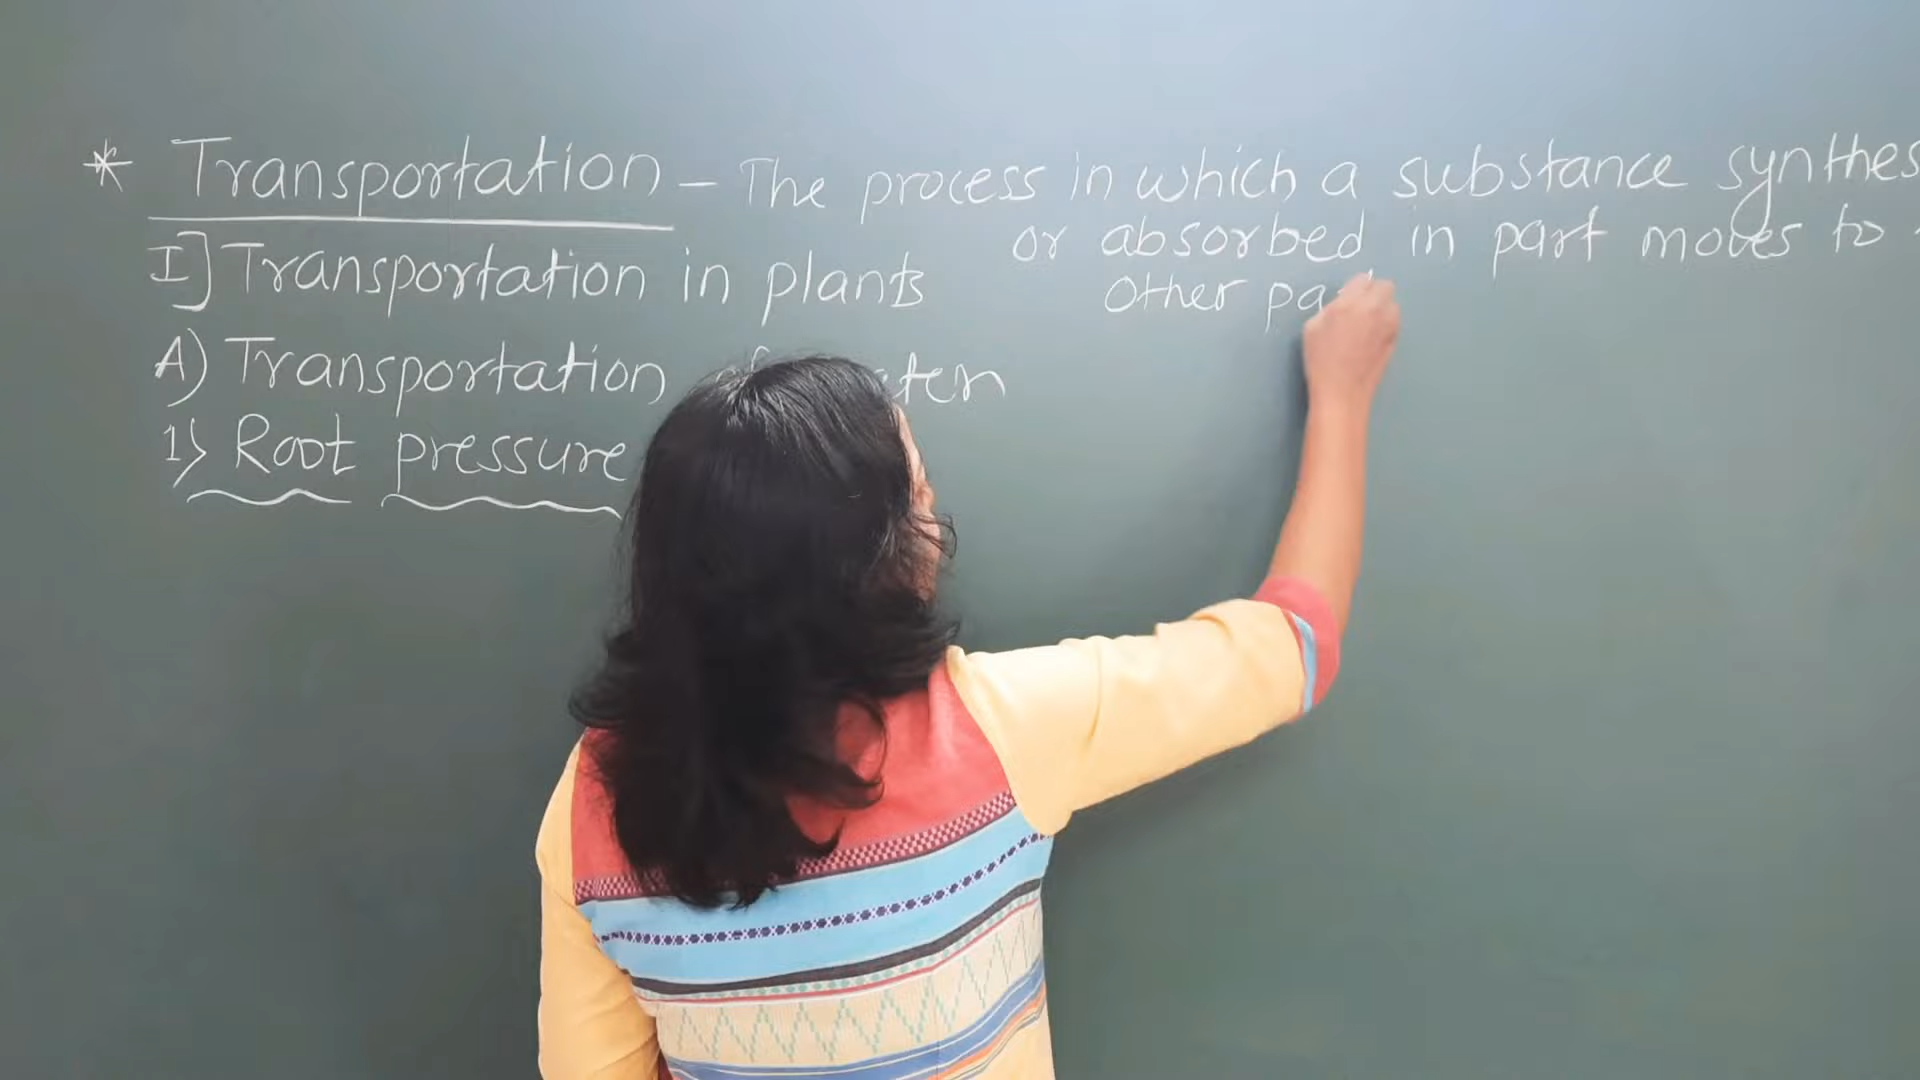 * Transportation – The process in which a substance synthes
or absorbed in part moves to
I] Transportation in plants
other pa
A) Transportation
1) Root pressure